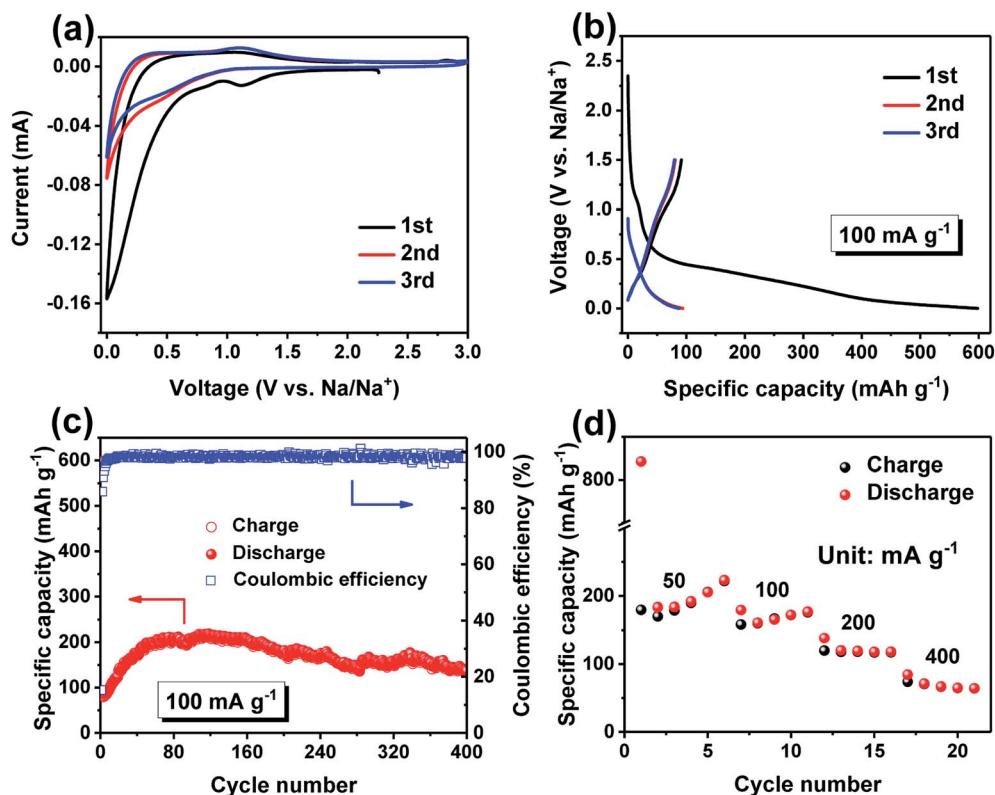 (a)
0.00
-0.04
-0.08
-0.12
-0.16
Current (mA)
1st
2nd
3rd
0.0 0.5 1.0 1.5 2.0 2.5 3.0
Voltage (V vs. Na/Na⁺)
(b)
2.5
2.0
1.5
1.0
0.5
0.0
Voltage (V vs. Na/Na⁺)
1st
2nd
3rd
100 mA g⁻¹
0 100 200 300 400 500 600
Specific capacity (mAh g⁻¹)
(c)
600
500
400
300
200
100
0
Specific capacity (mAh g⁻¹)
Charge
Discharge
Coulombic efficiency
100 mA g⁻¹
100
80
60
40
20
0
Coulombic efficiency (%)
0 80 160 240 320 400
Cycle number
(d)
800
200
100
0
Specific capacity (mAh g⁻¹)
Charge
Discharge
Unit: mA g⁻¹
50
100
200
400
0 5 10 15 20
Cycle number